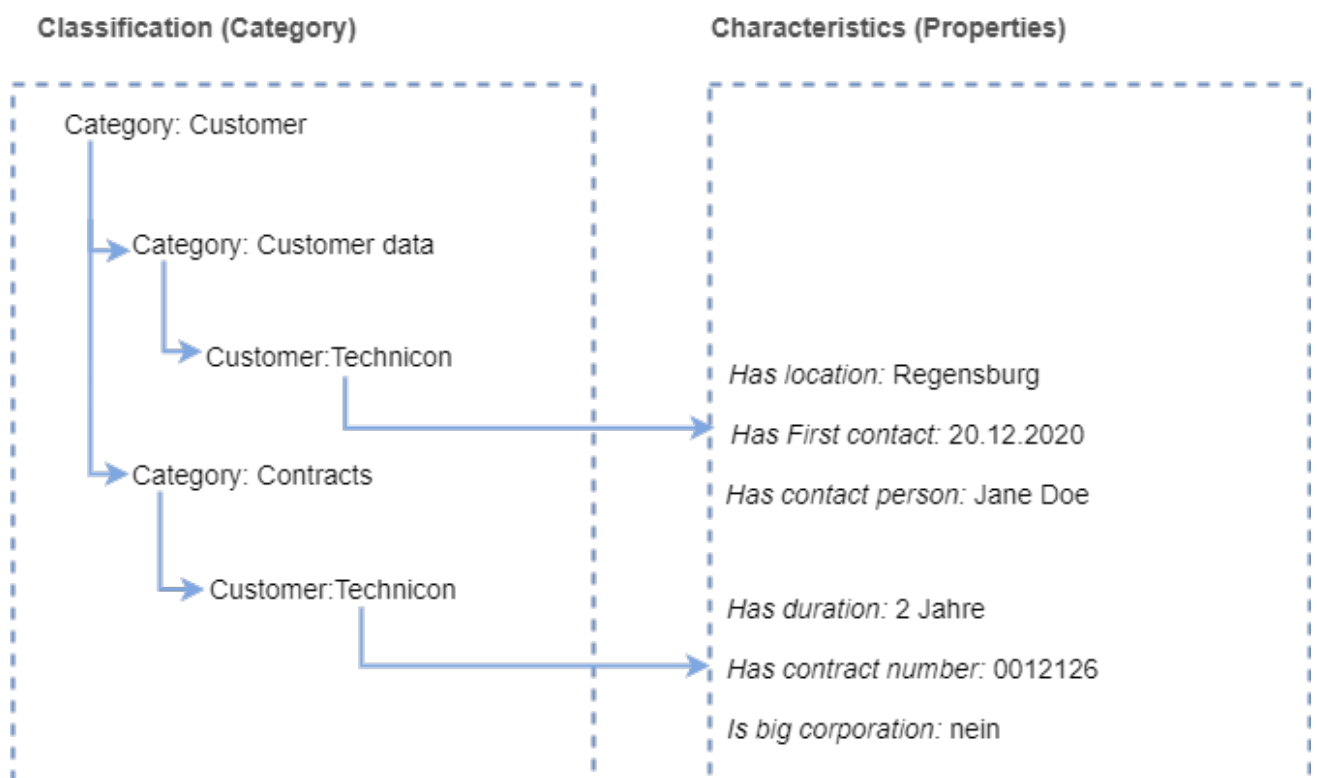 Classification (Category)
Characteristics (Properties)
Category: Customer
Category: Customer data
Customer:Technicon
Category: Contracts
Customer:Technicon
Has location: Regensburg
Has First contact: 20.12.2020
Has contact person: Jane Doe
Has duration: 2 Jahre
Has contract number: 0012126
Is big corporation: nein